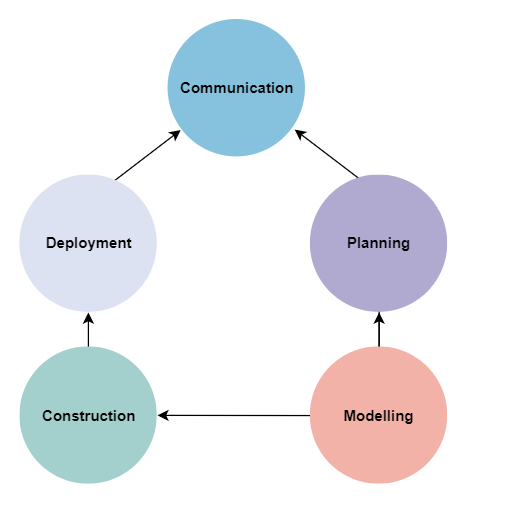 Communication
Deployment
Planning
Construction
Modelling